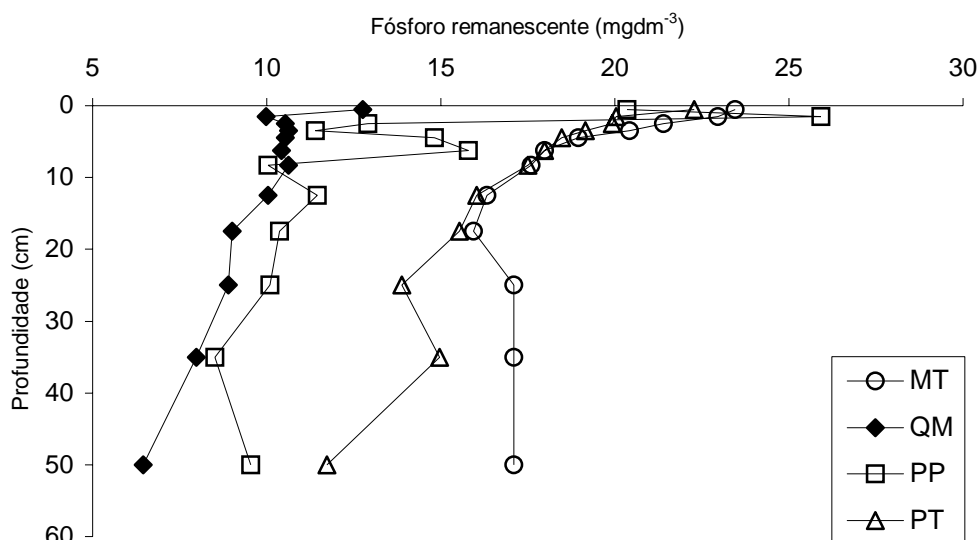 Fósforo remanescente (mgdm-3)
5 10 15 20 25 30
0
10
20
30
40
50
60
Profundidade (cm)
MT
QM
PP
PT